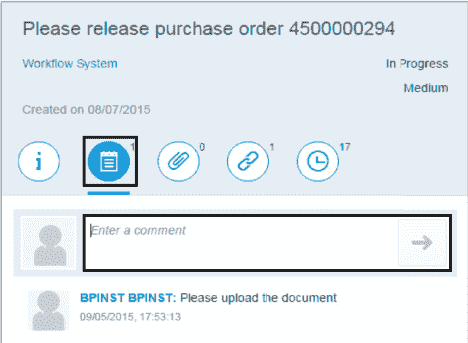 Please release purchase order 4500000294
Workflow System
In Progress
Medium
Created on 08/07/2015
i
1
0
1
17
Enter a comment
BPINST BPINST: Please upload the document
09/05/2015, 17:53:13